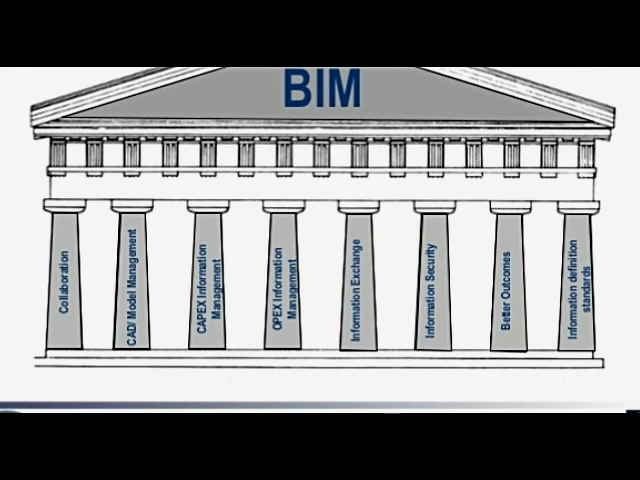 BIM
Collaboration
CAD/ Model Management
CAPEX Information
Management
OPEX Information
Management
Information Exchange
Information Security
Better Outcomes
Information definition
standards